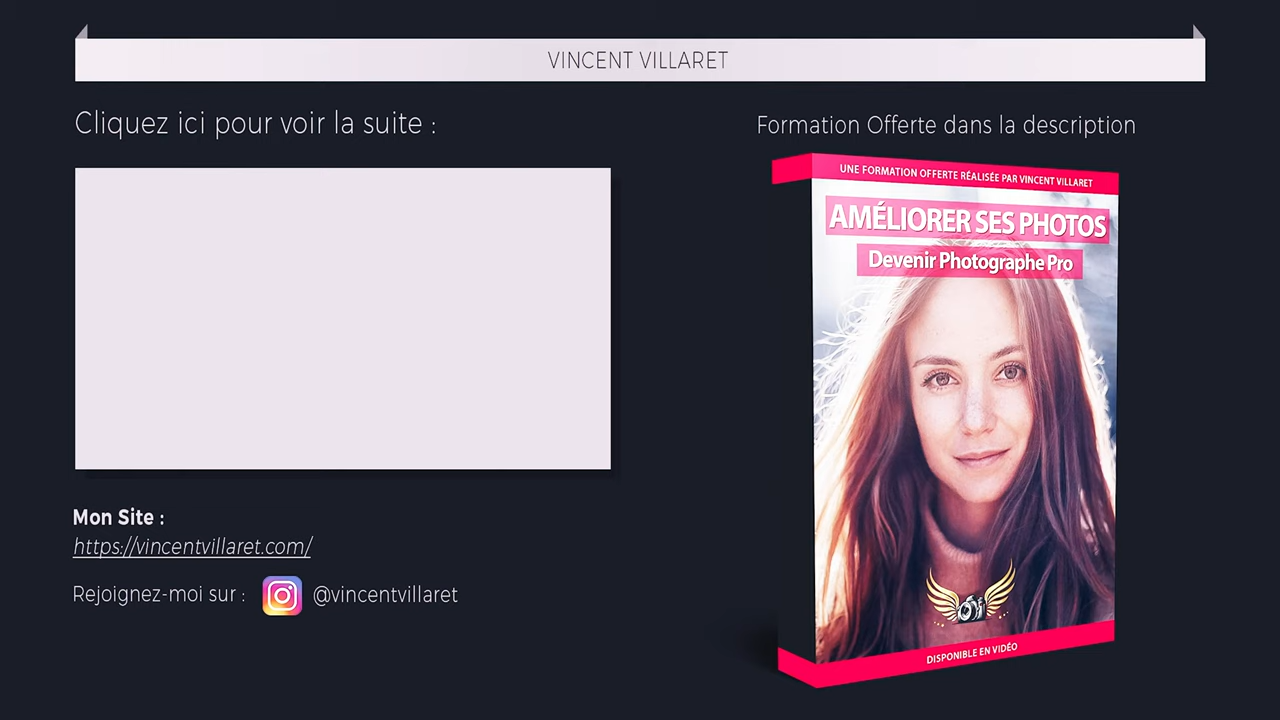 VINCENT VILLARET
Cliquez ici pour voir la suite :
Formation Offerte dans la description
UNE FORMATION OFFERTE RÉALISÉE PAR VINCENT VILLARET
AMÉLIORER SES PHOTOS
Devenir Photographe Pro
DISPONIBLE EN VIDÉO
Mon Site :
https://vincentvillaret.com/
Rejoignez-moi sur : @vincentvillaret